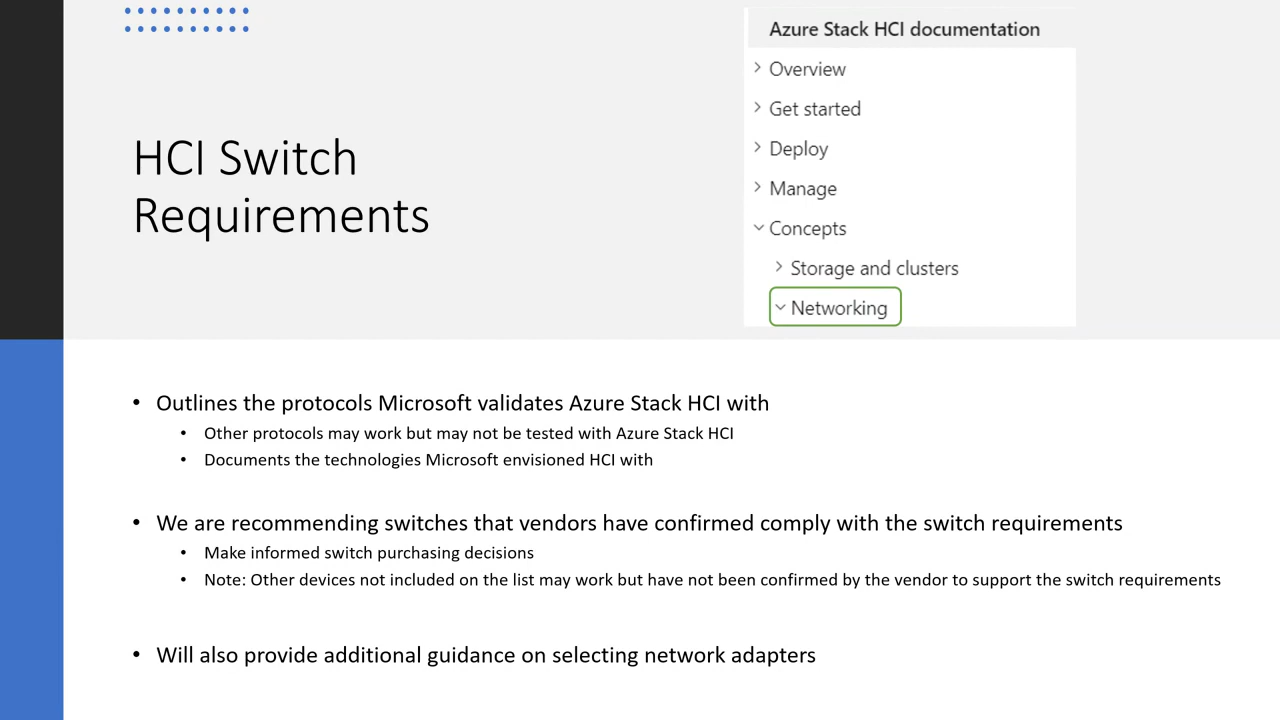 Azure Stack HCI documentation
Overview
Get started
Deploy
Manage
Concepts
Storage and clusters
Networking
HCI Switch
Requirements
• Outlines the protocols Microsoft validates Azure Stack HCI with
• Other protocols may work but may not be tested with Azure Stack HCI
• Documents the technologies Microsoft envisioned HCI with
• We are recommending switches that vendors have confirmed comply with the switch requirements
• Make informed switch purchasing decisions
• Note: Other devices not included on the list may work but have not been confirmed by the vendor to support the switch requirements
• Will also provide additional guidance on selecting network adapters